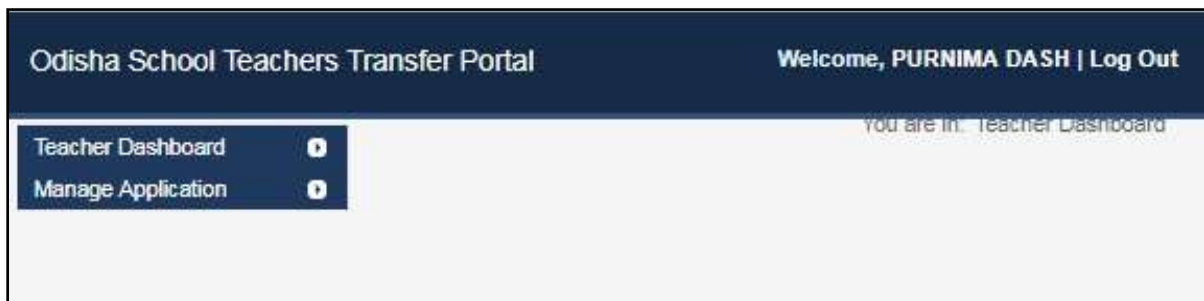 Odisha School Teachers Transfer Portal
Welcome, PURNIMA DASH | Log Out
You are in: Teacher Dashboard
Teacher Dashboard
Manage Application